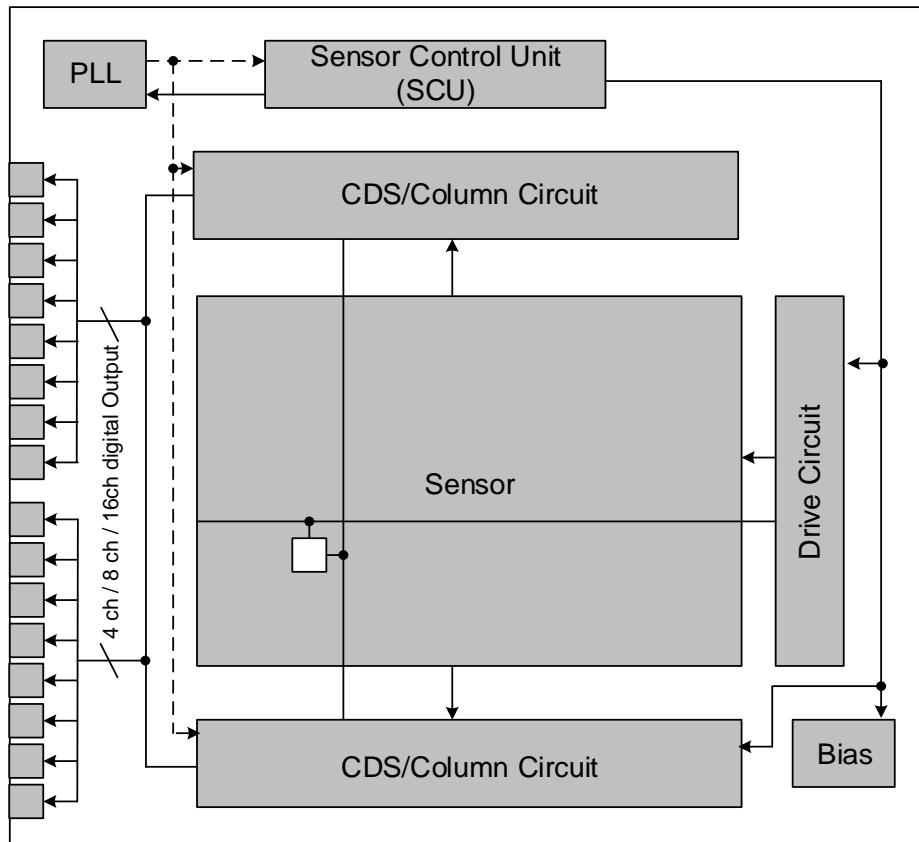 PLL
Sensor Control Unit
(SCU)
CDS/Column Circuit
4 ch / 8 ch / 16ch digital Output
Sensor
Drive Circuit
CDS/Column Circuit
Bias